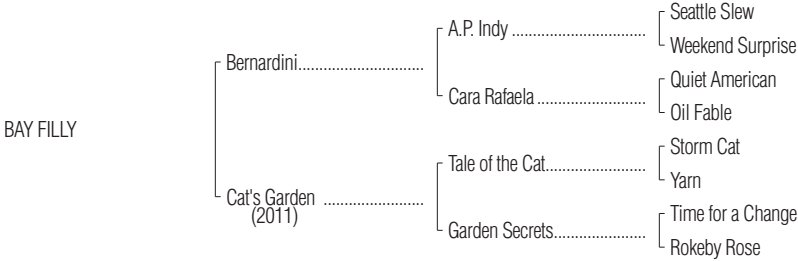 Seattle Slew
A.P. Indy ................................
Weekend Surprise
Bernardini..............................
Quiet American
Cara Rafaela ..........................
Oil Fable
BAY FILLY
Storm Cat
Tale of the Cat........................
Yarn
Cat's Garden ........................
(2011)
Time for a Change
Garden Secrets......................
Rokeby Rose